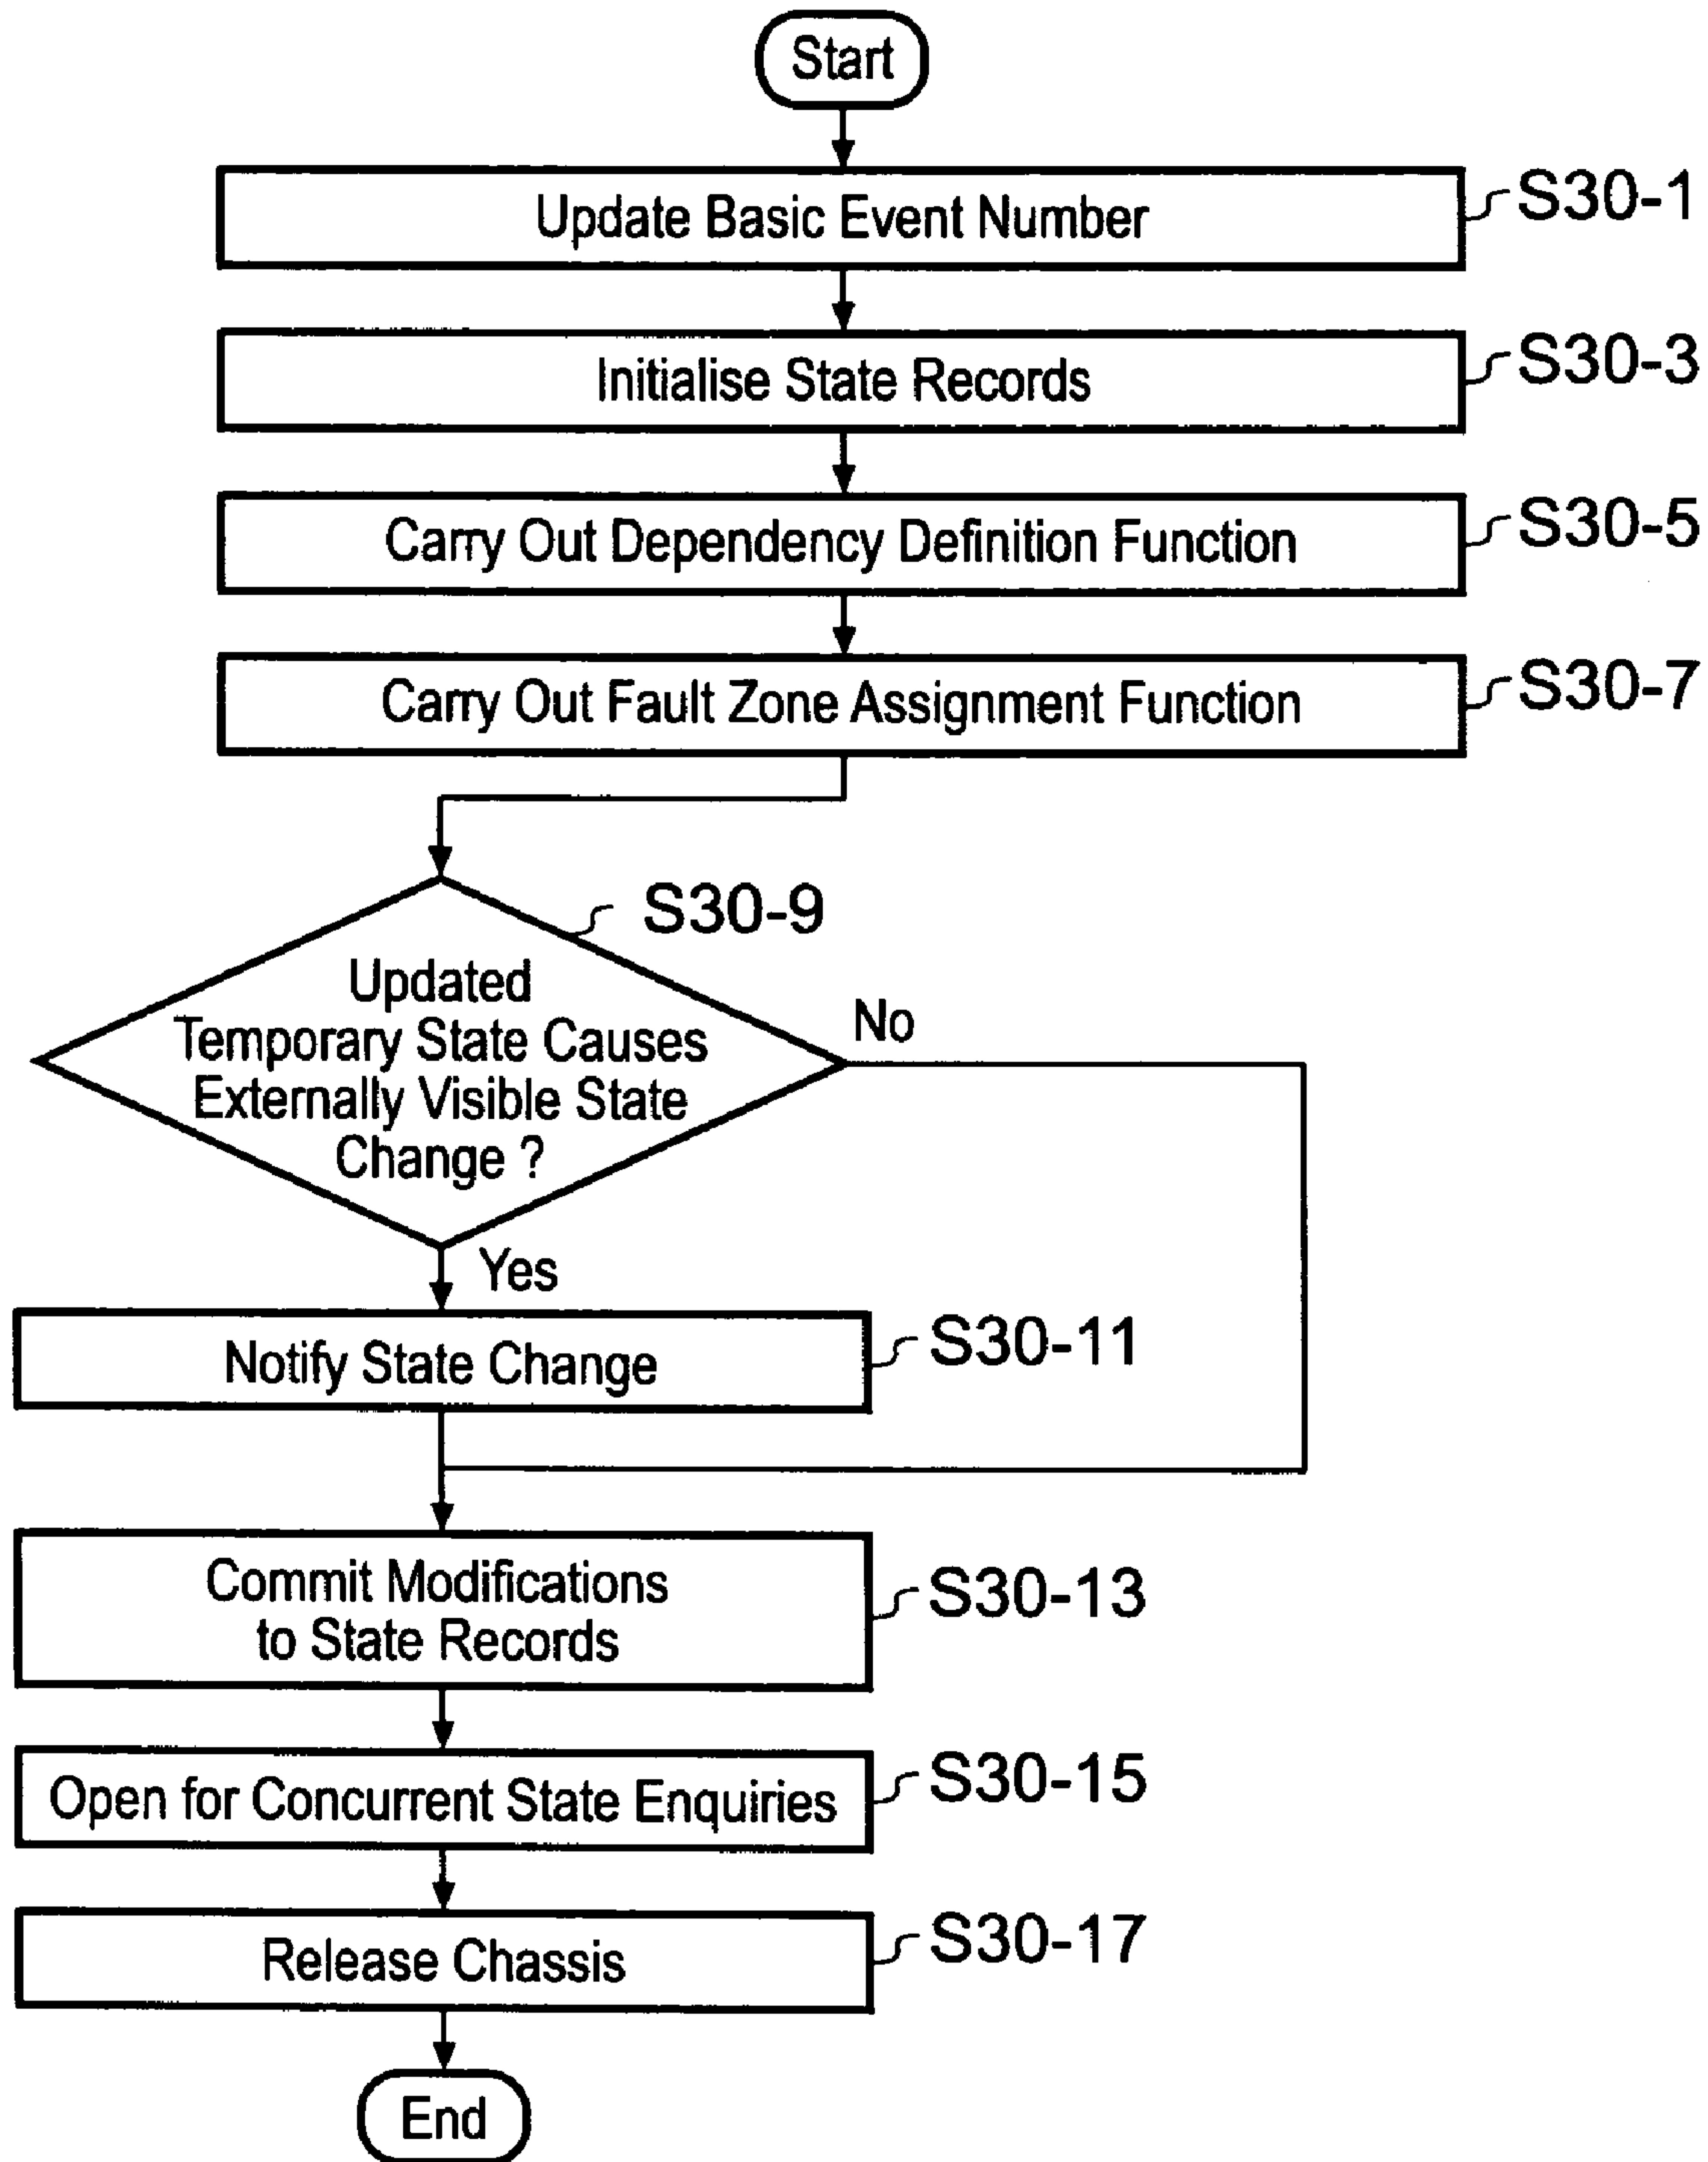 Start
Update Basic Event Number
S30-1
Initialise State Records
S30-3
Carry Out Dependency Definition Function
S30-5
Carry Out Fault Zone Assignment Function
S30-7
S30-9
Updated
Temporary State Causes
Externally Visible State
Change ?
No
Yes
Notify State Change
S30-11
Commit Modifications
to State Records
S30-13
Open for Concurrent State Enquiries
S30-15
Release Chassis
S30-17
End